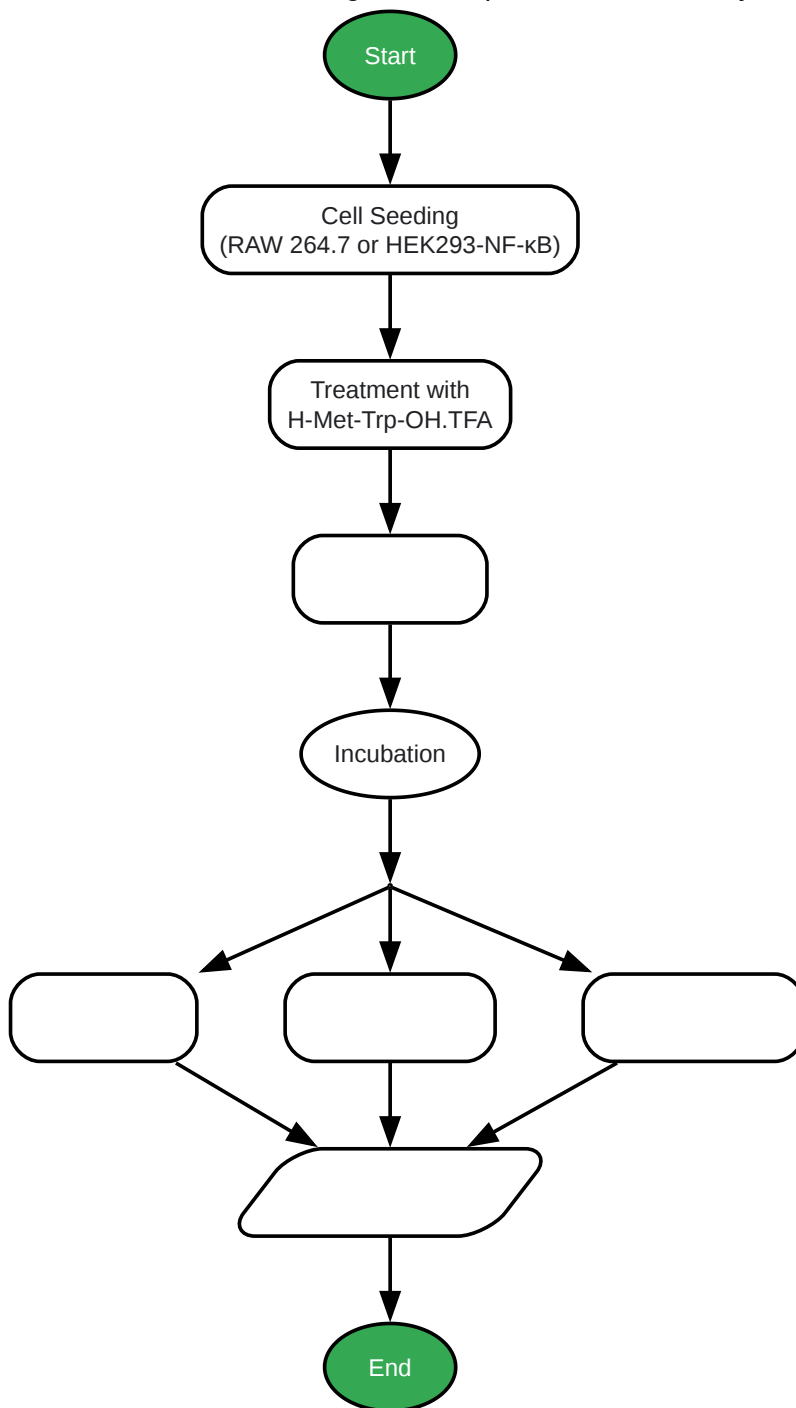 Start
Cell Seeding
(RAW 264.7 or HEK293-NF-κB)
Treatment with
H-Met-Trp-OH.TFA
Incubation
End